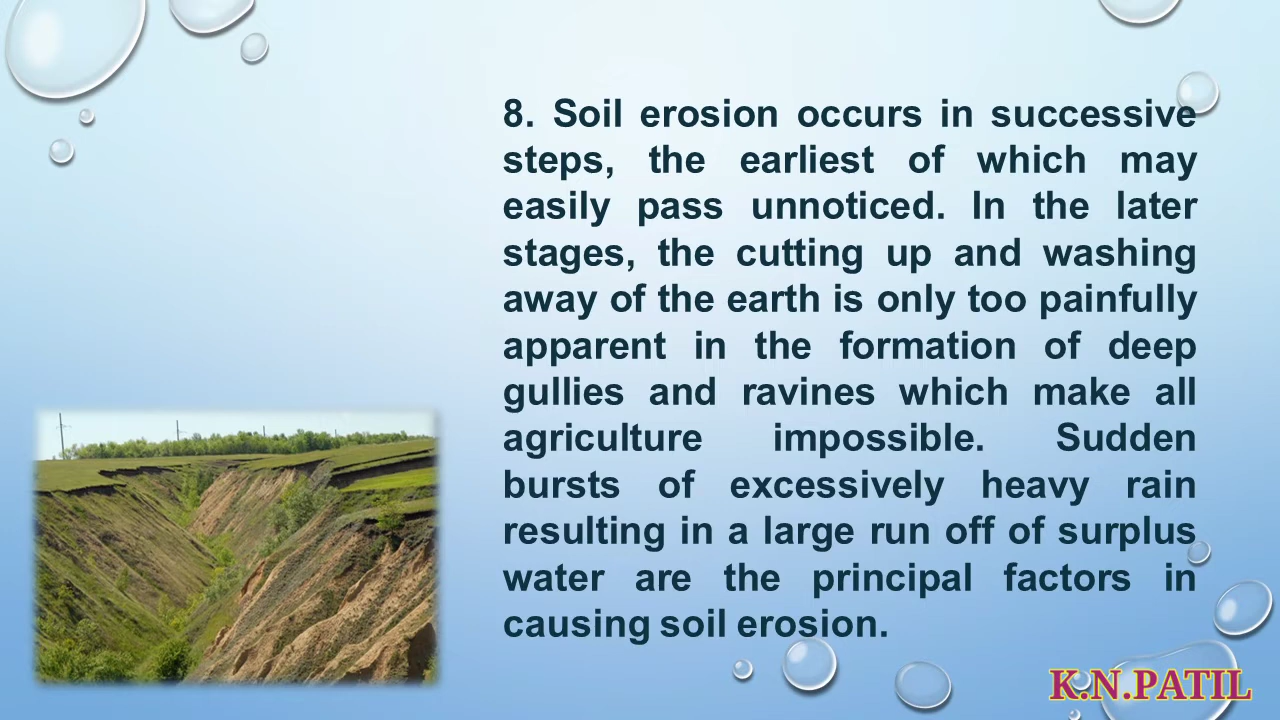 8. Soil erosion occurs in successive
steps, the earliest of which may
easily pass unnoticed. In the later
stages, the cutting up and washing
away of the earth is only too painfully
apparent in the formation of deep
gullies and ravines which make all
agriculture impossible. Sudden
bursts of excessively heavy rain
resulting in a large run off of surplus
water are the principal factors in
causing soil erosion.
K.N.PATIL